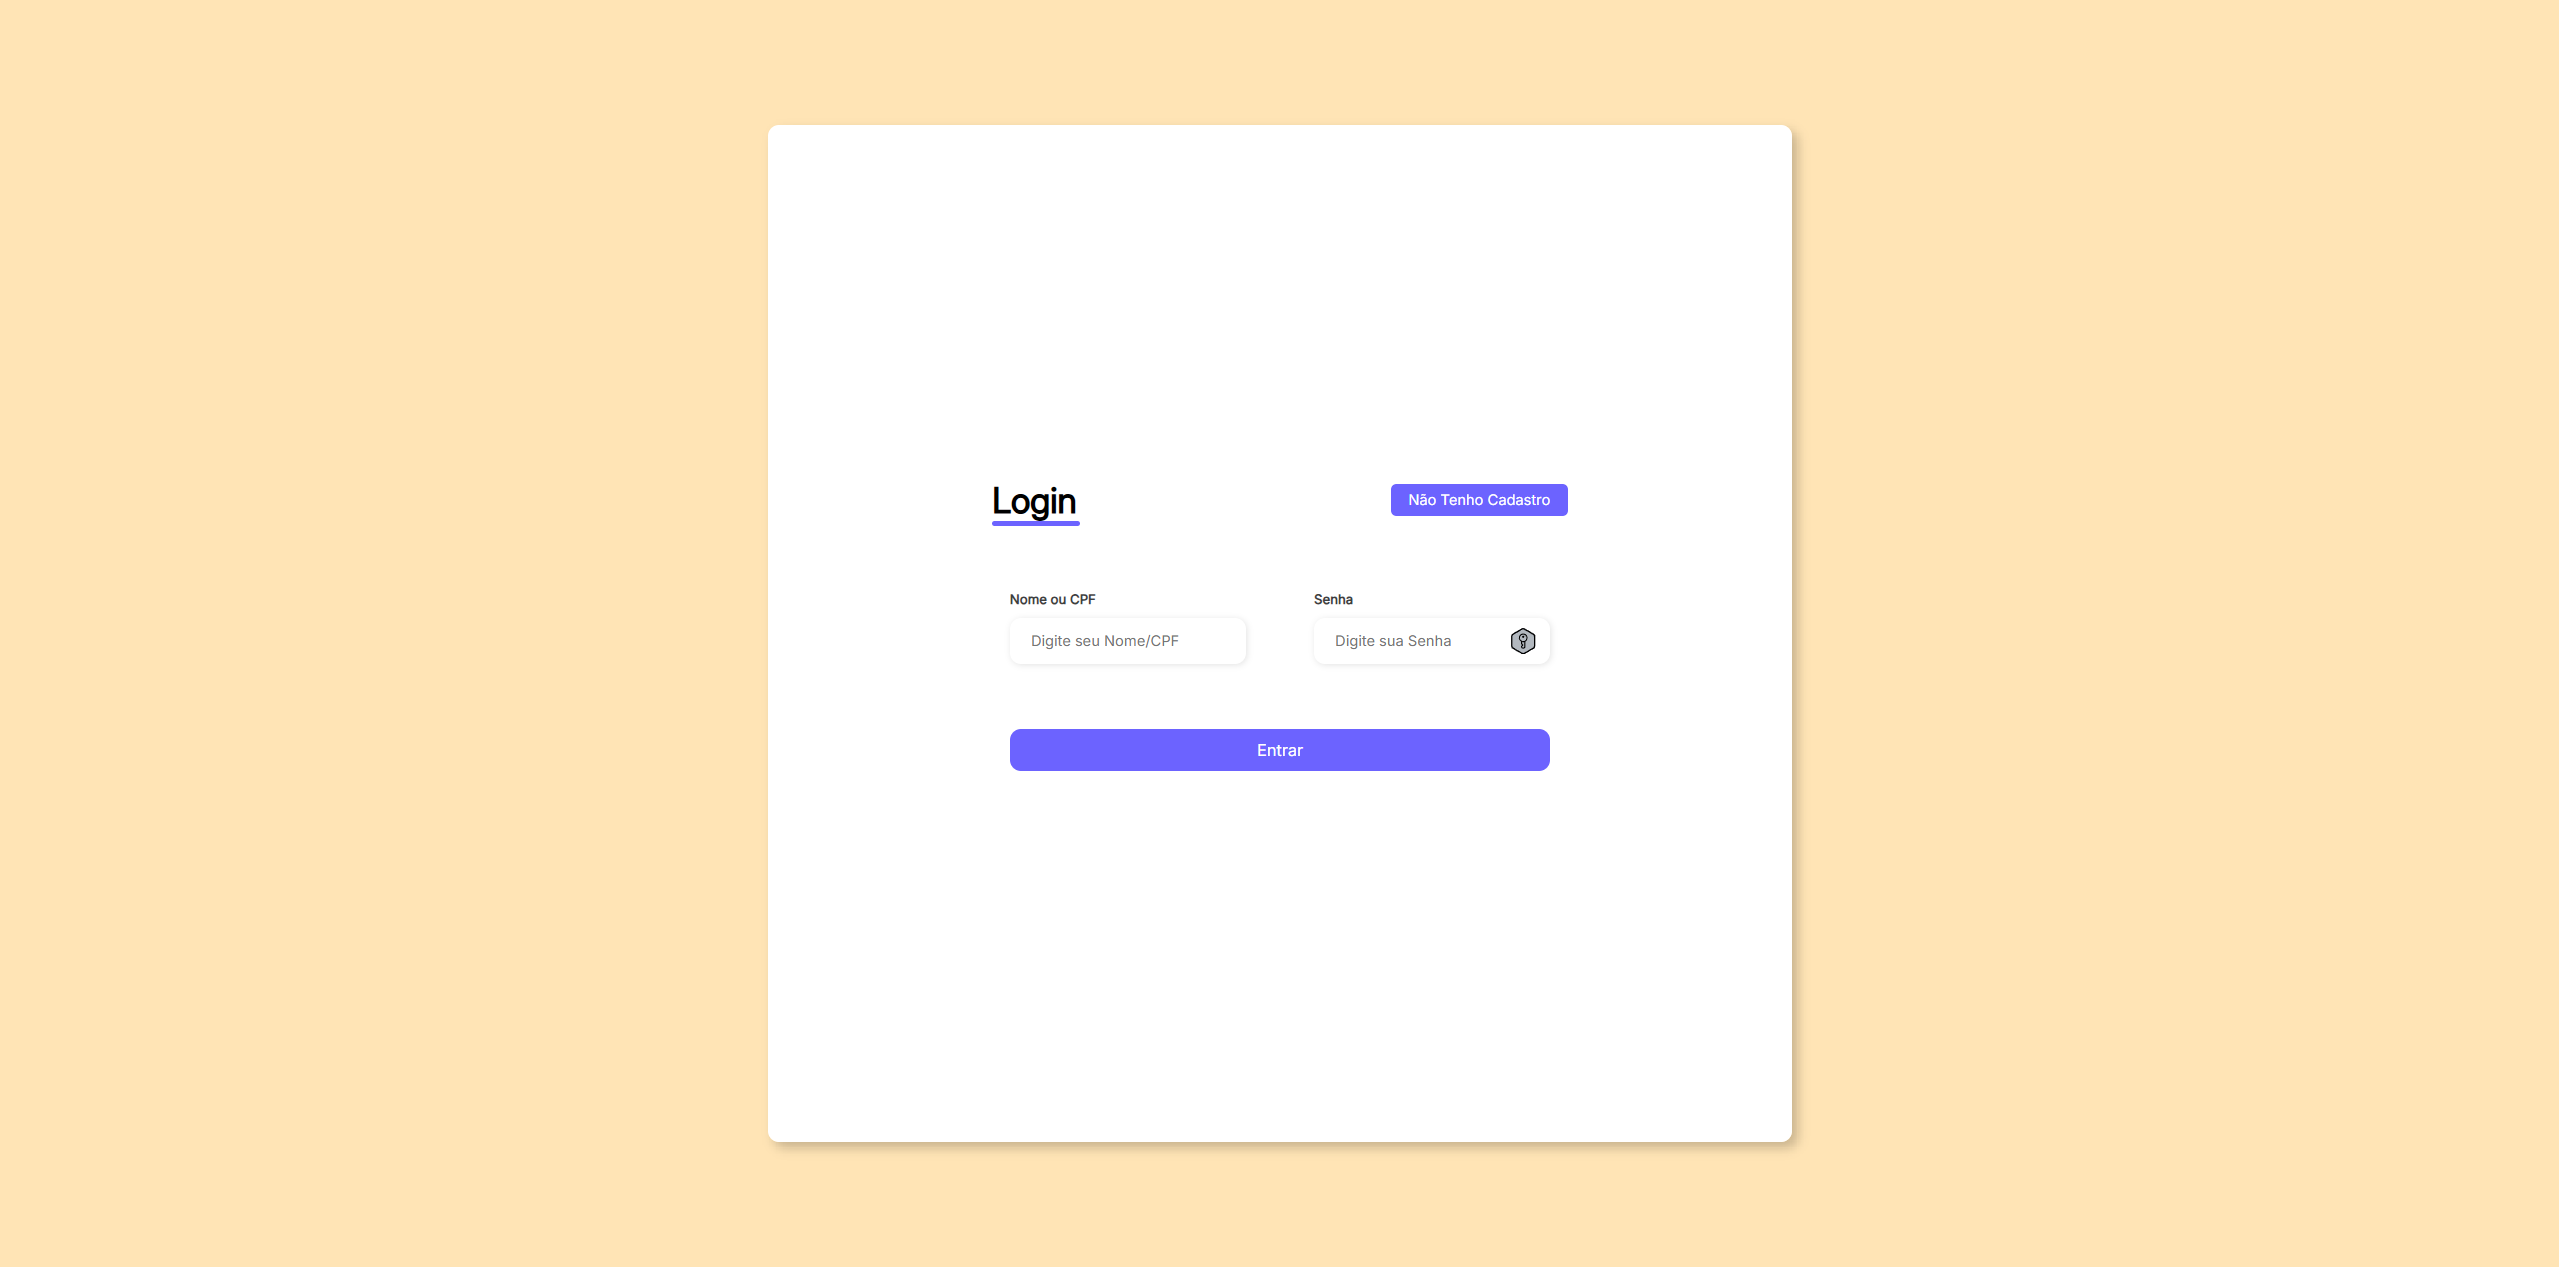 Login
Não Tenho Cadastro
Nome ou CPF
Senha
Digite seu Nome/CPF
Digite sua Senha
Entrar